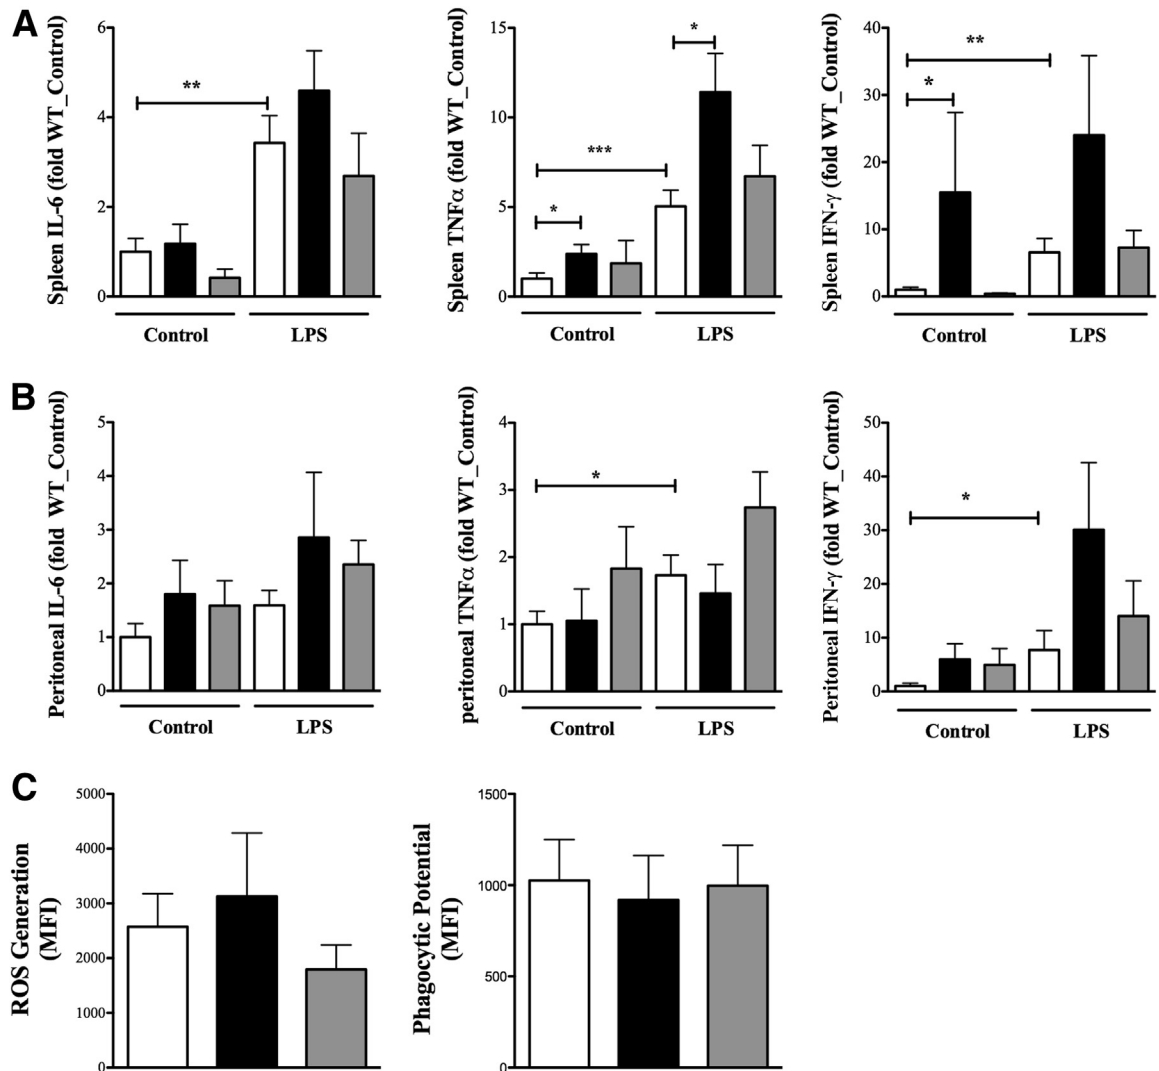 A
Spleen IL-6 (fold WT_Control)
6
4
2
0
**
Control
LPS
Spleen TNFα (fold WT_Control)
15
10
5
0
*
***
*
Control
LPS
Spleen IFN-γ (fold WT_Control)
40
30
20
10
0
**
*
Control
LPS
B
Peritoneal IL-6 (fold WT_Control)
5
4
3
2
1
0
Control
LPS
peritoneal TNFα (fold WT_Control)
4
3
2
1
0
*
Control
LPS
Peritoneal IFN-γ (fold WT_Control)
50
40
30
20
10
0
*
Control
LPS
C
ROS Generation
(MFI)
5000
4000
3000
2000
1000
0
Phagocytic Potential
(MFI)
1500
1000
500
0